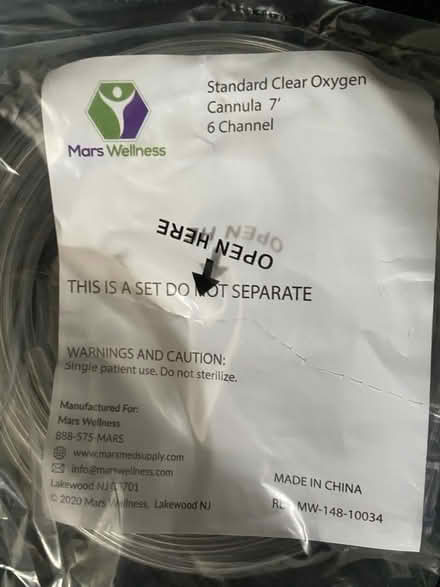 Standard Clear Oxygen
Cannula 7'
6 Channel
Mars Wellness
OPEN HERE
OPEN HERE
THIS IS A SET DO NOT SEPARATE
WARNINGS AND CAUTION:
Single patient use. Do not sterilize.
Manufactured For:
Mars Wellness
888-575-MARS
www.marsmedsupply.com
info@marswellness.com
Lakewood NJ
© 2020 Mars Wellness, Lakewood NJ
MADE IN CHINA
MW-148-10034